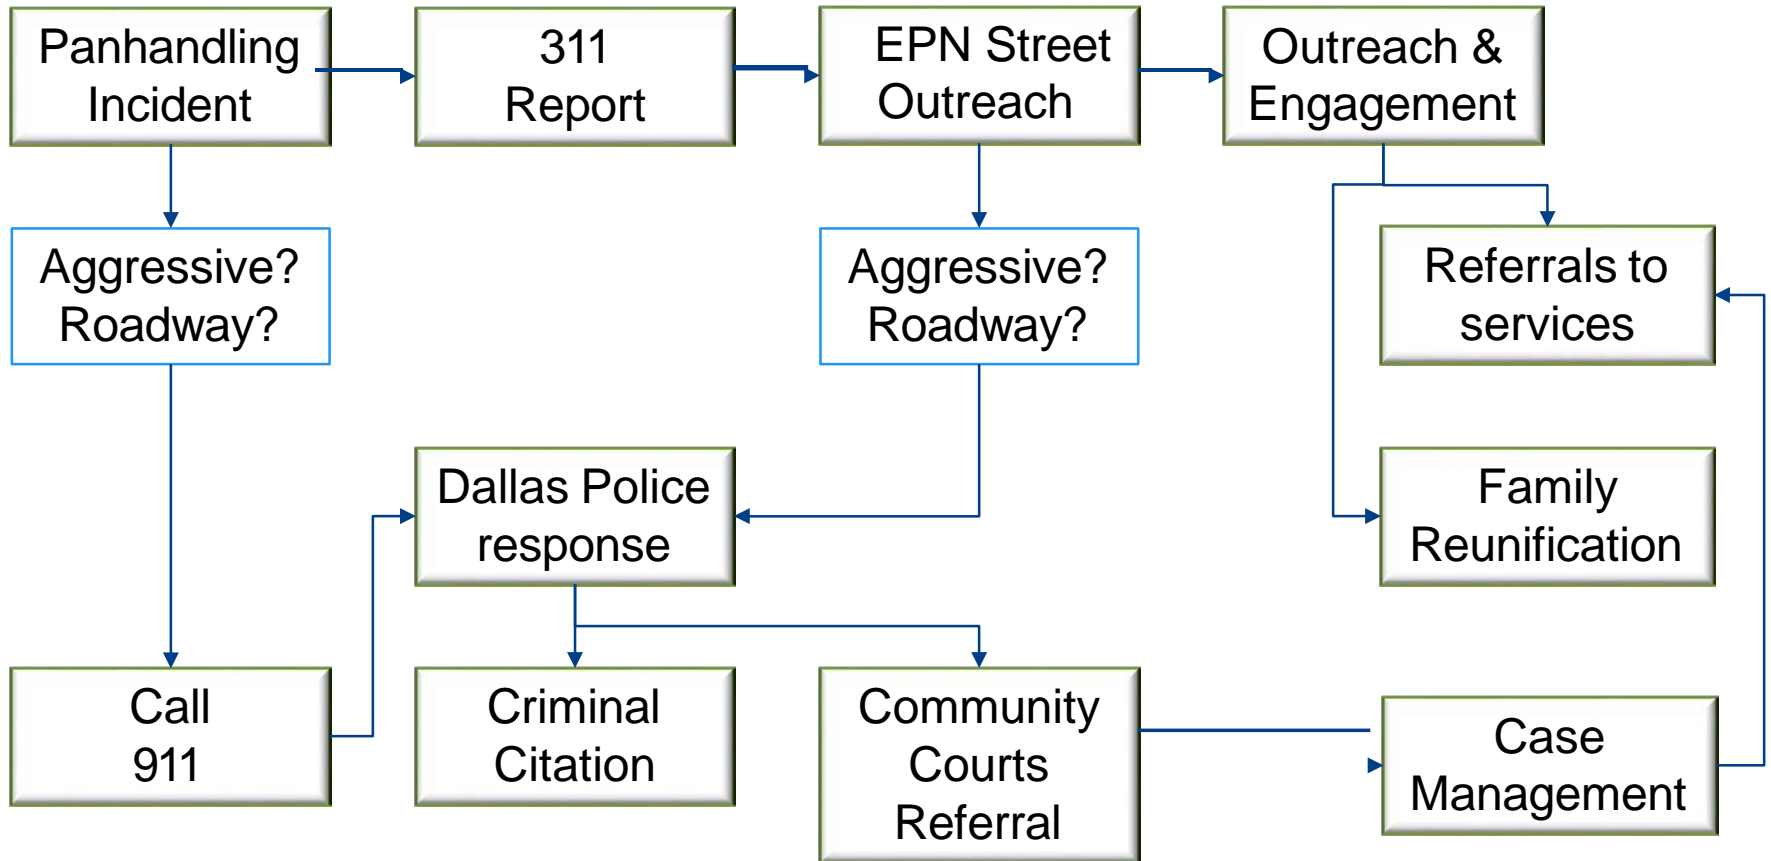 Panhandling
Incident
311
Report
EPN Street
Outreach
Outreach &
Engagement
Aggressive?
Roadway?
Aggressive?
Roadway?
Referrals to
services
Dallas Police
response
Family
Reunification
Call
911
Criminal
Citation
Community
Courts
Referral
Case
Management